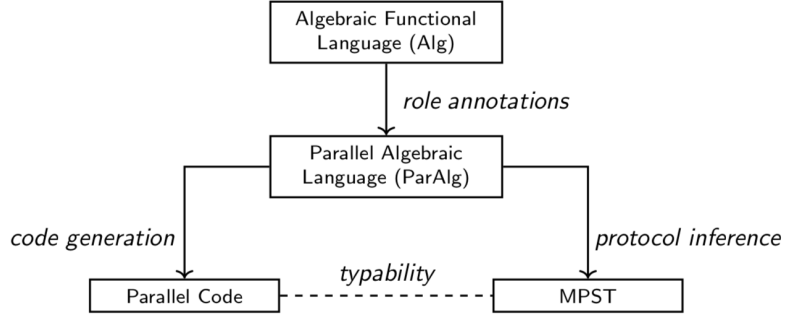 Algebraic Functional
Language (Alg)
role annotations
Parallel Algebraic
Language (ParAlg)
code generation
protocol inference
typability
Parallel Code
MPST